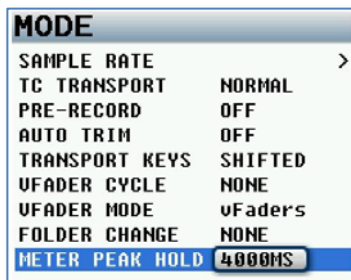 MODE
SAMPLE RATE >
TC TRANSPORT NORMAL
PRE-RECORD OFF
AUTO TRIM OFF
TRANSPORT KEYS SHIFTED
VFADER CYCLE NONE
VFADER MODE vFaders
FOLDER CHANGE NONE
METER PEAK HOLD 4000MS